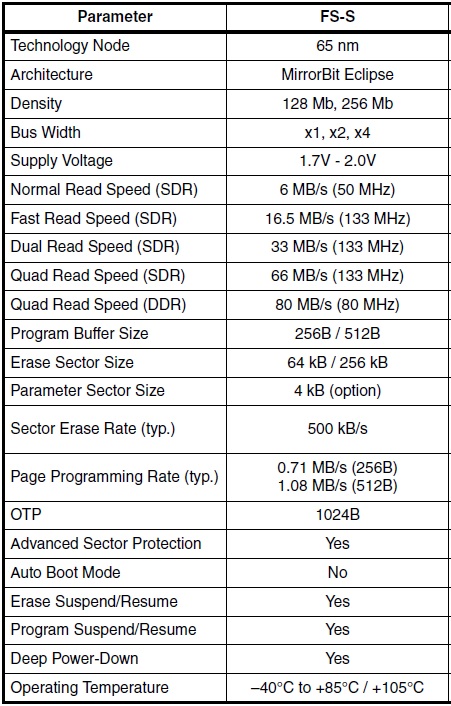 Parameter FS-S
Technology Node 65 nm
Architecture MirrorBit Eclipse
Density 128 Mb, 256 Mb
Bus Width x1, x2, x4
Supply Voltage 1.7V - 2.0V
Normal Read Speed (SDR) 6 MB/s (50 MHz)
Fast Read Speed (SDR) 16.5 MB/s (133 MHz)
Dual Read Speed (SDR) 33 MB/s (133 MHz)
Quad Read Speed (SDR) 66 MB/s (133 MHz)
Quad Read Speed (DDR) 80 MB/s (80 MHz)
Program Buffer Size 256B / 512B
Erase Sector Size 64 kB / 256 kB
Parameter Sector Size 4 kB (option)
Sector Erase Rate (typ.) 500 kB/s
Page Programming Rate (typ.) 0.71 MB/s (256B)
1.08 MB/s (512B)
OTP 1024B
Advanced Sector Protection Yes
Auto Boot Mode No
Erase Suspend/Resume Yes
Program Suspend/Resume Yes
Deep Power-Down Yes
Operating Temperature –40°C to +85°C / +105°C